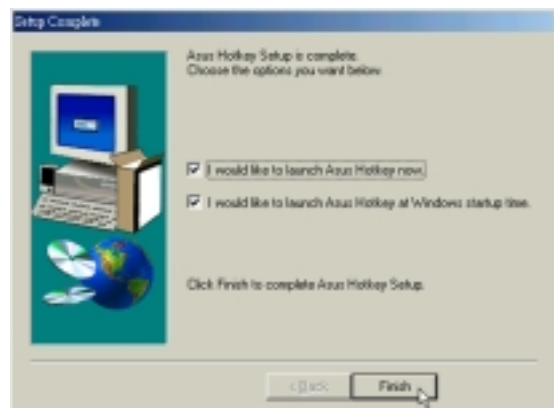 Setup Complete
Asus Hotkey Setup is complete.
Choose the options you want below.
I would like to launch Asus Hotkey now.
I would like to launch Asus Hotkey at Windows startup time.
Click Finish to complete Asus Hotkey Setup.
< Back
Finish